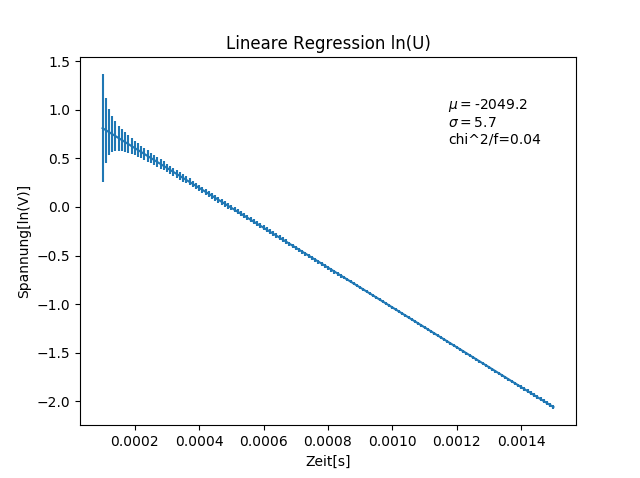 Lineare Regression ln(U)
1.5
1.0
0.5
0.0
−0.5
−1.0
−1.5
−2.0
Spannung[ln(V)]
μ = -2049.2
σ = 5.7
chi^2/f=0.04
0.0002 0.0004 0.0006 0.0008 0.0010 0.0012 0.0014
Zeit[s]